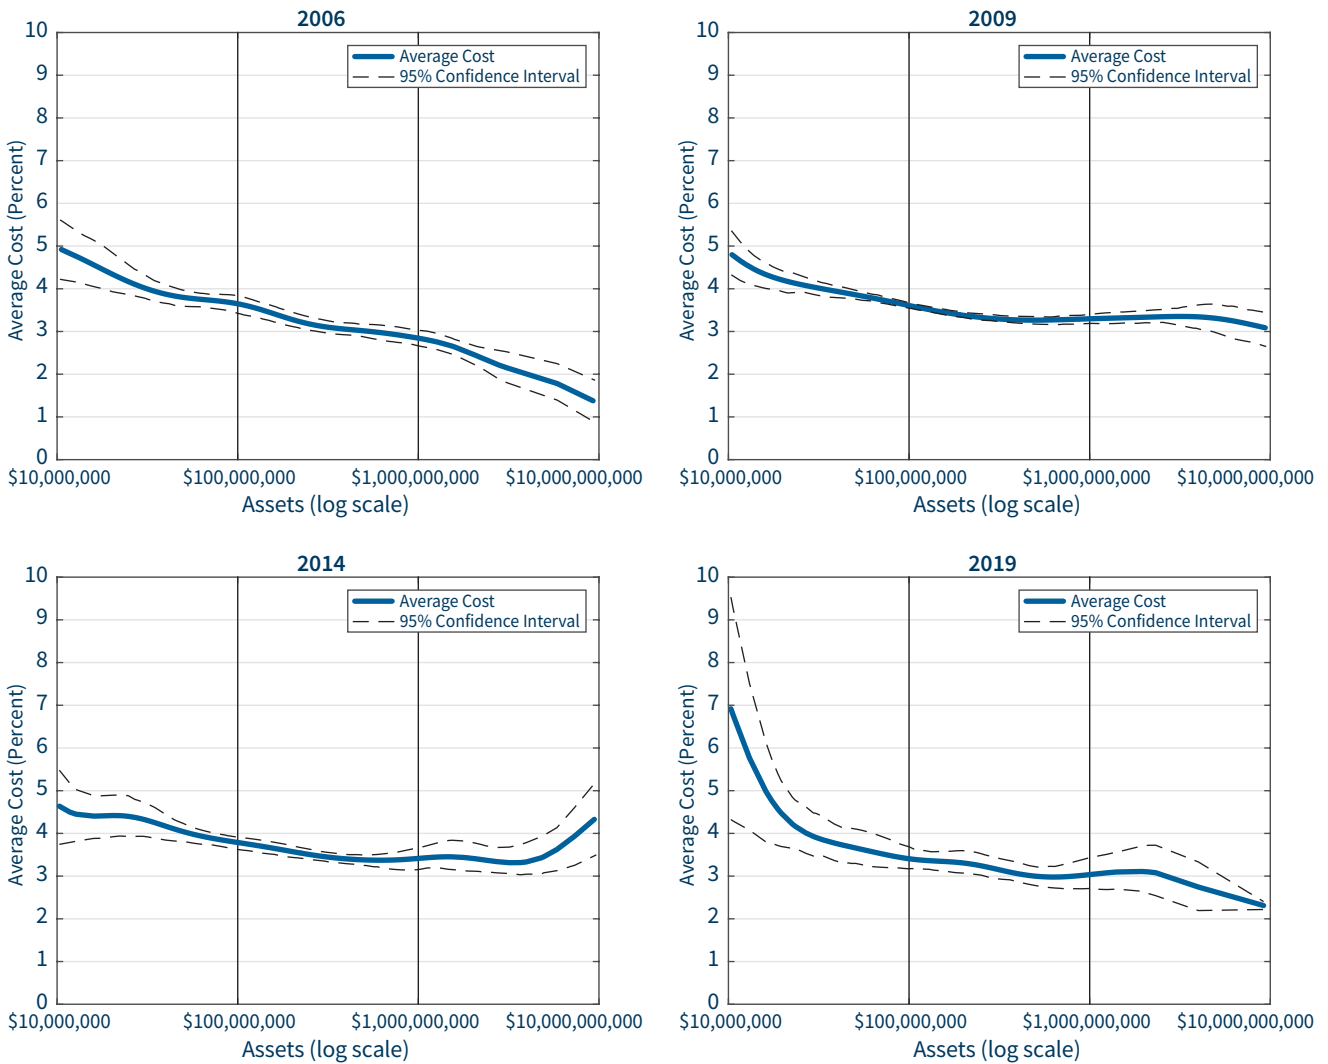 2006
10
9
8
7
6
5
4
3
2
1
0
Average Cost (Percent)
Average Cost
95% Confidence Interval
$10,000,000 $100,000,000 $1,000,000,000 $10,000,000,000
Assets (log scale)
2009
10
9
8
7
6
5
4
3
2
1
0
Average Cost (Percent)
Average Cost
95% Confidence Interval
$10,000,000 $100,000,000 $1,000,000,000 $10,000,000,000
Assets (log scale)
2014
10
9
8
7
6
5
4
3
2
1
0
Average Cost (Percent)
Average Cost
95% Confidence Interval
$10,000,000 $100,000,000 $1,000,000,000 $10,000,000,000
Assets (log scale)
2019
10
9
8
7
6
5
4
3
2
1
0
Average Cost (Percent)
Average Cost
95% Confidence Interval
$10,000,000 $100,000,000 $1,000,000,000 $10,000,000,000
Assets (log scale)